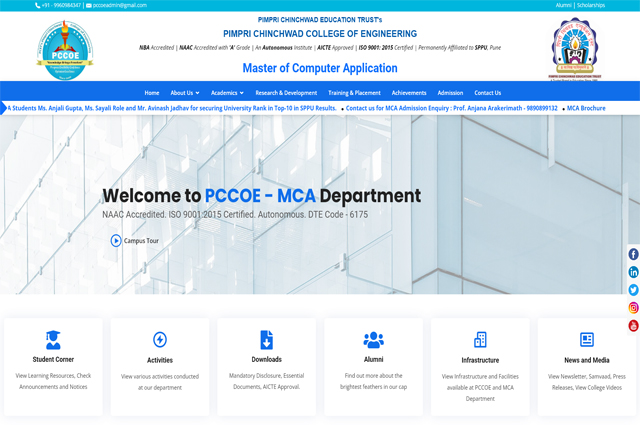 +91 - 9960984347 pccoeadmin@gmail.com Alumni | Scholarships
PIMPRI CHINCHWAD EDUCATION TRUST's
PIMPRI CHINCHWAD COLLEGE OF ENGINEERING
NBA Accredited | NAAC Accredited with 'A' Grade | An Autonomous Institute | AICTE Approved | ISO 9001: 2015 Certified | Permanently Affiliated to SPPU, Pune
Master of Computer Application
PCCOE
Home About Us Academics Research & Development Training & Placement Achievements Admission Contact Us
A Students Ms. Anjali Gupta, Ms. Sayali Role and Mr. Avinash Jadhav for securing University Rank in Top-10 in SPPU Results. • Contact us for MCA Admission Enquiry : Prof. Anjana Arakerimath - 9890899132 • MCA Brochure
Welcome to PCCOE - MCA Department
NAAC Accredited. ISO 9001:2015 Certified. Autonomous. DTE Code - 6175
Campus Tour
Student Corner
View Learning Resources, Check
Announcements and Notices
Activities
View various activities conducted
at our department
Downloads
Mandatory Disclosure, Essential
Documents, AICTE Approval.
Alumni
Find out more about the
brightest feathers in our cap
Infrastructure
View Infrastructure and Facilities
available at PCCOE and MCA
Department
News and Media
View Newsletter, Samvaad, Press
Releases, View College Videos